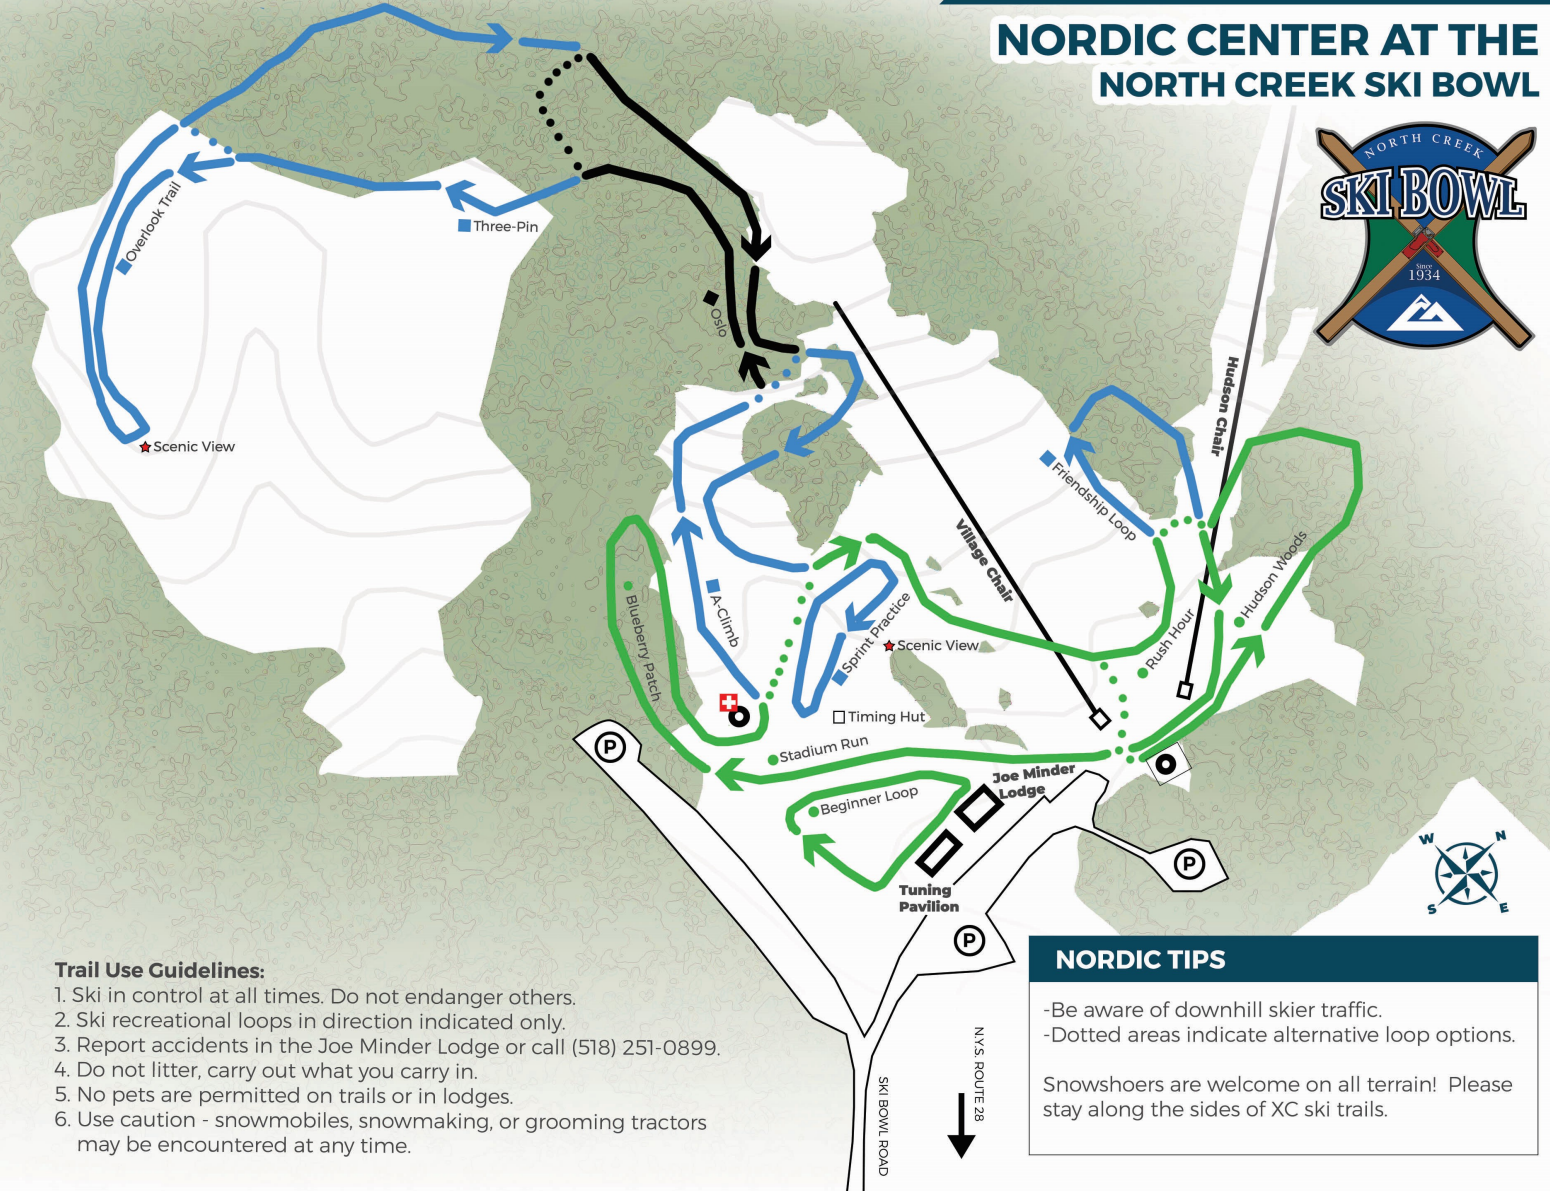 NORDIC CENTER AT THE
NORTH CREEK SKI BOWL
NORTH CREEK
SKI BOWL
Since
1934
Overlook Trail
Three-Pin
Scenic View
Oslo
Hudson Chair
Village Chair
Friendship Loop
Hudson Woods
Rush Hour
Blueberry Patch
A-Climb
Sprint Practice
Scenic View
Timing Hut
Stadium Run
Beginner Loop
Joe Minder
Lodge
Tuning
Pavilion
P
P
P
W
N
S
E
N.Y.S. ROUTE 28
SKI BOWL ROAD
Trail Use Guidelines:
1. Ski in control at all times. Do not endanger others.
2. Ski recreational loops in direction indicated only.
3. Report accidents in the Joe Minder Lodge or call (518) 251-0899.
4. Do not litter, carry out what you carry in.
5. No pets are permitted on trails or in lodges.
6. Use caution - snowmobiles, snowmaking, or grooming tractors
may be encountered at any time.
NORDIC TIPS
-Be aware of downhill skier traffic.
-Dotted areas indicate alternative loop options.
Snowshoers are welcome on all terrain! Please
stay along the sides of XC ski trails.